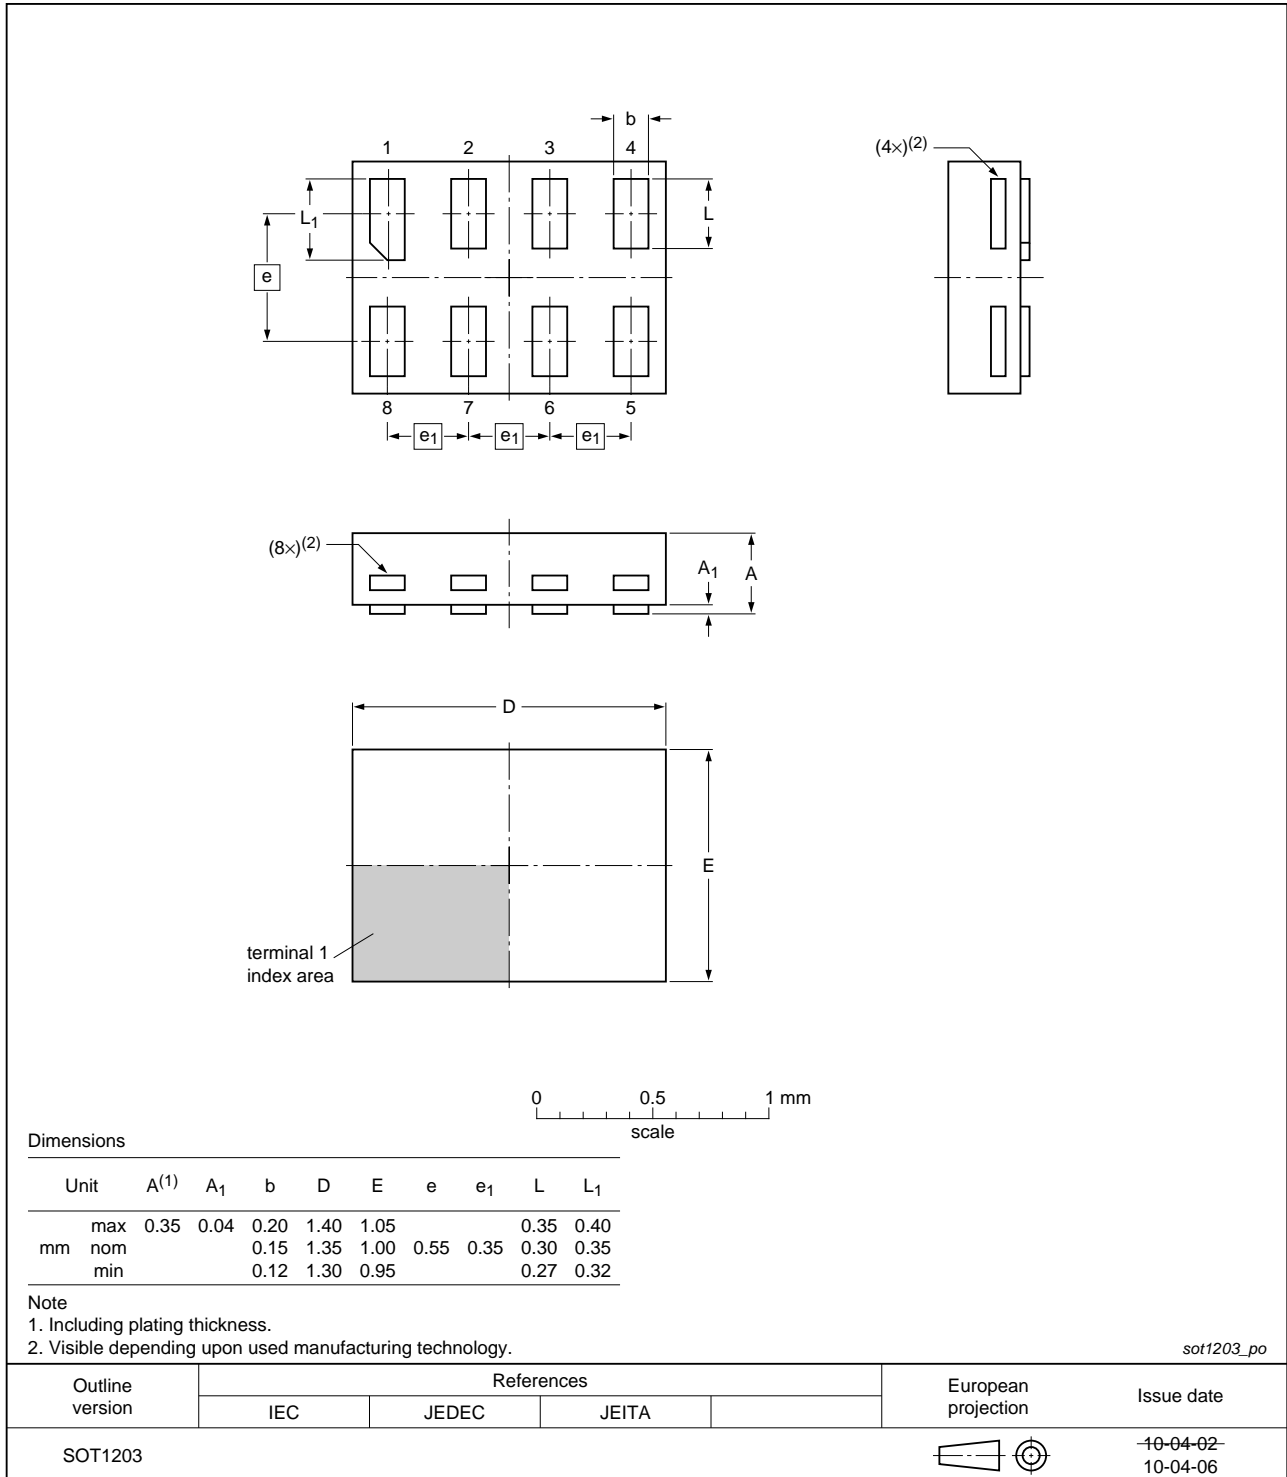 b
1 2 3 4
(4×)(2)
L1
L
e
8 7 6 5
e1 e1 e1
(8×)(2)
A1 A
D
E
terminal 1
index area
0 0.5 1 mm
scale
Dimensions
Unit A(1) A1 b D E e e1 L L1
max 0.35 0.04 0.20 1.40 1.05 0.35 0.40
mm nom 0.15 1.35 1.00 0.55 0.35 0.30 0.35
min 0.12 1.30 0.95 0.27 0.32
Note
1. Including plating thickness.
2. Visible depending upon used manufacturing technology.
sot1203_po
Outline
version
References
IEC JEDEC JEITA
European
projection
Issue date
SOT1203
10-04-02
10-04-06